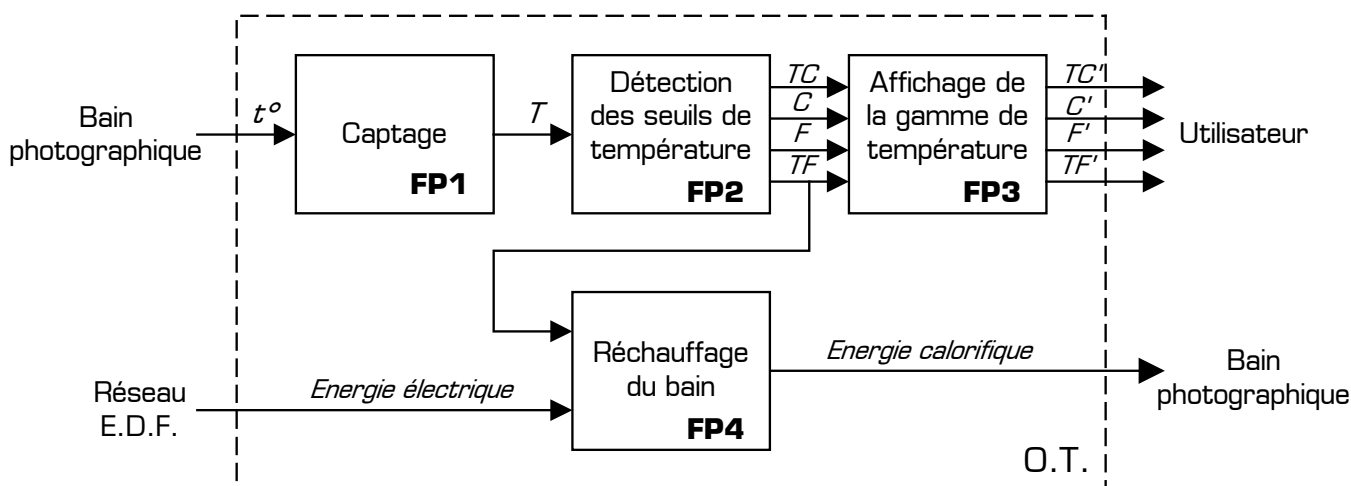 Bain
photographique
t°
Captage
FP1
T
Détection
des seuils de
température
FP2
TC
C
F
TF
Affichage de
la gamme de
température
FP3
TC'
C'
F'
TF'
Utilisateur
Réseau
E.D.F.
Energie électrique
Réchauffage
du bain
FP4
Energie calorifique
Bain
photographique
O.T.